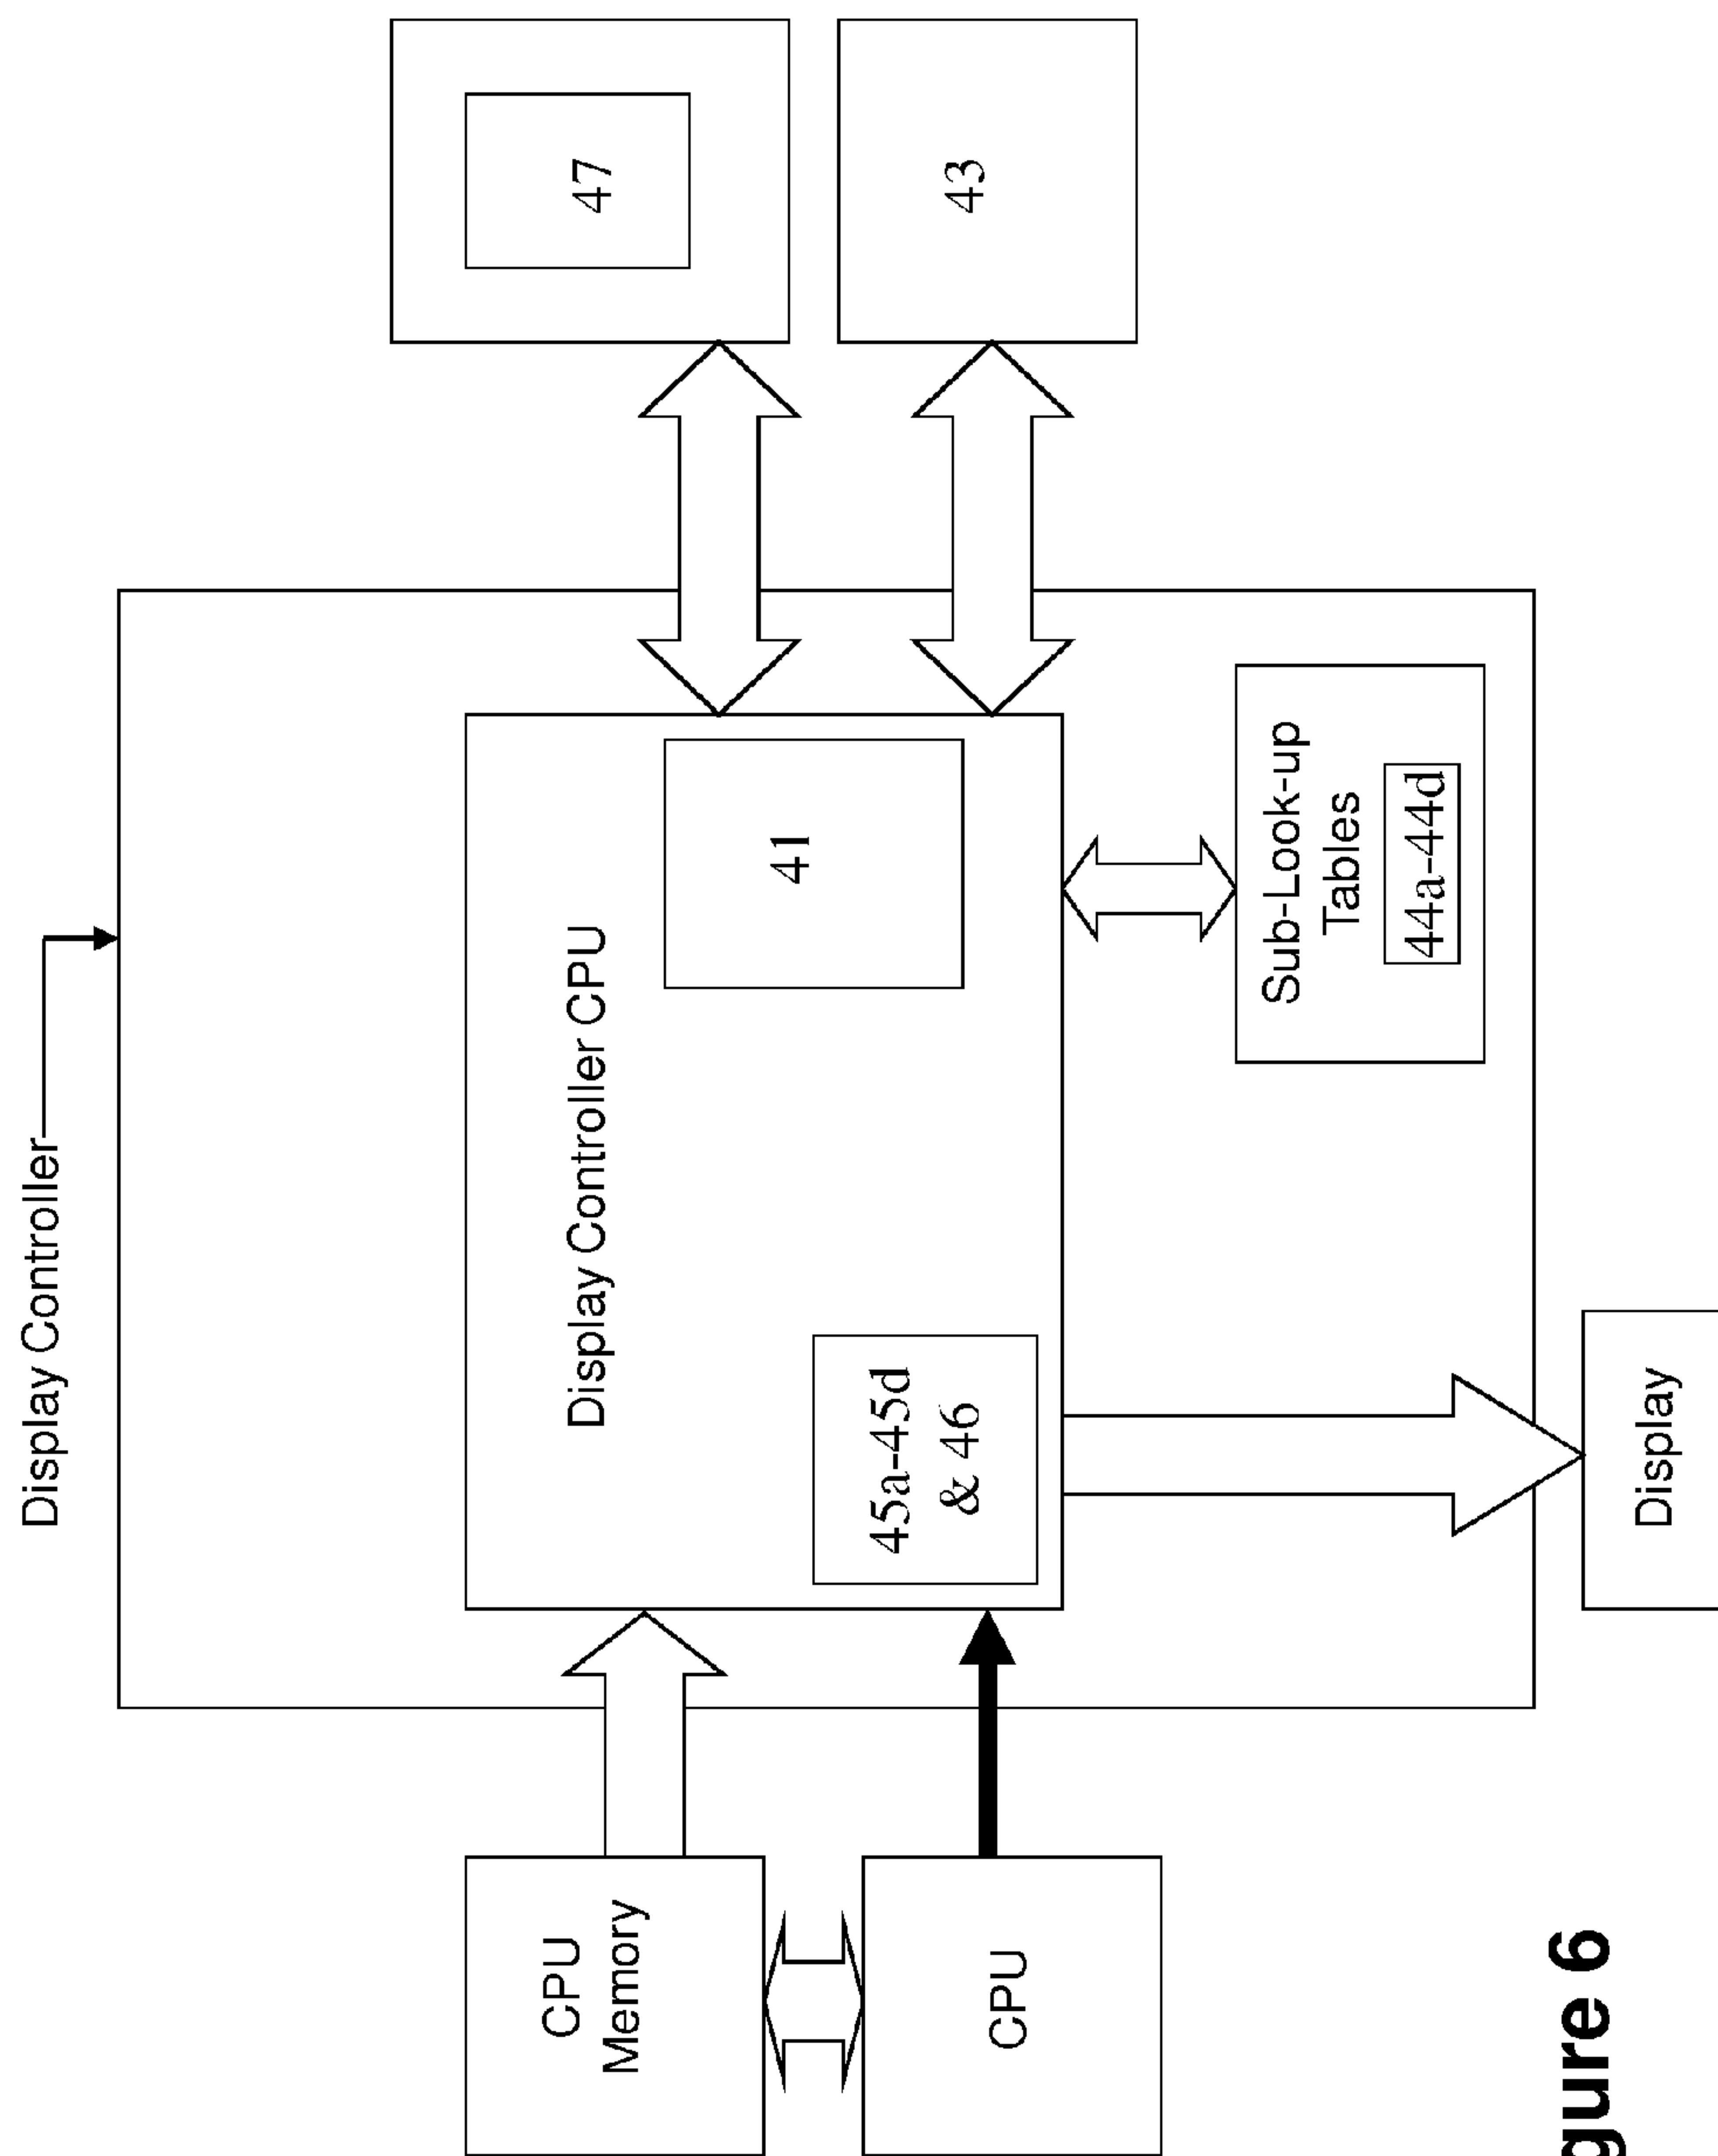 Display Controller
47
43
Display Controller CPU
41
45a-45d
& 46
Sub-Look-up
Tables
44a-44d
CPU
Memory
CPU
Display
gure 6